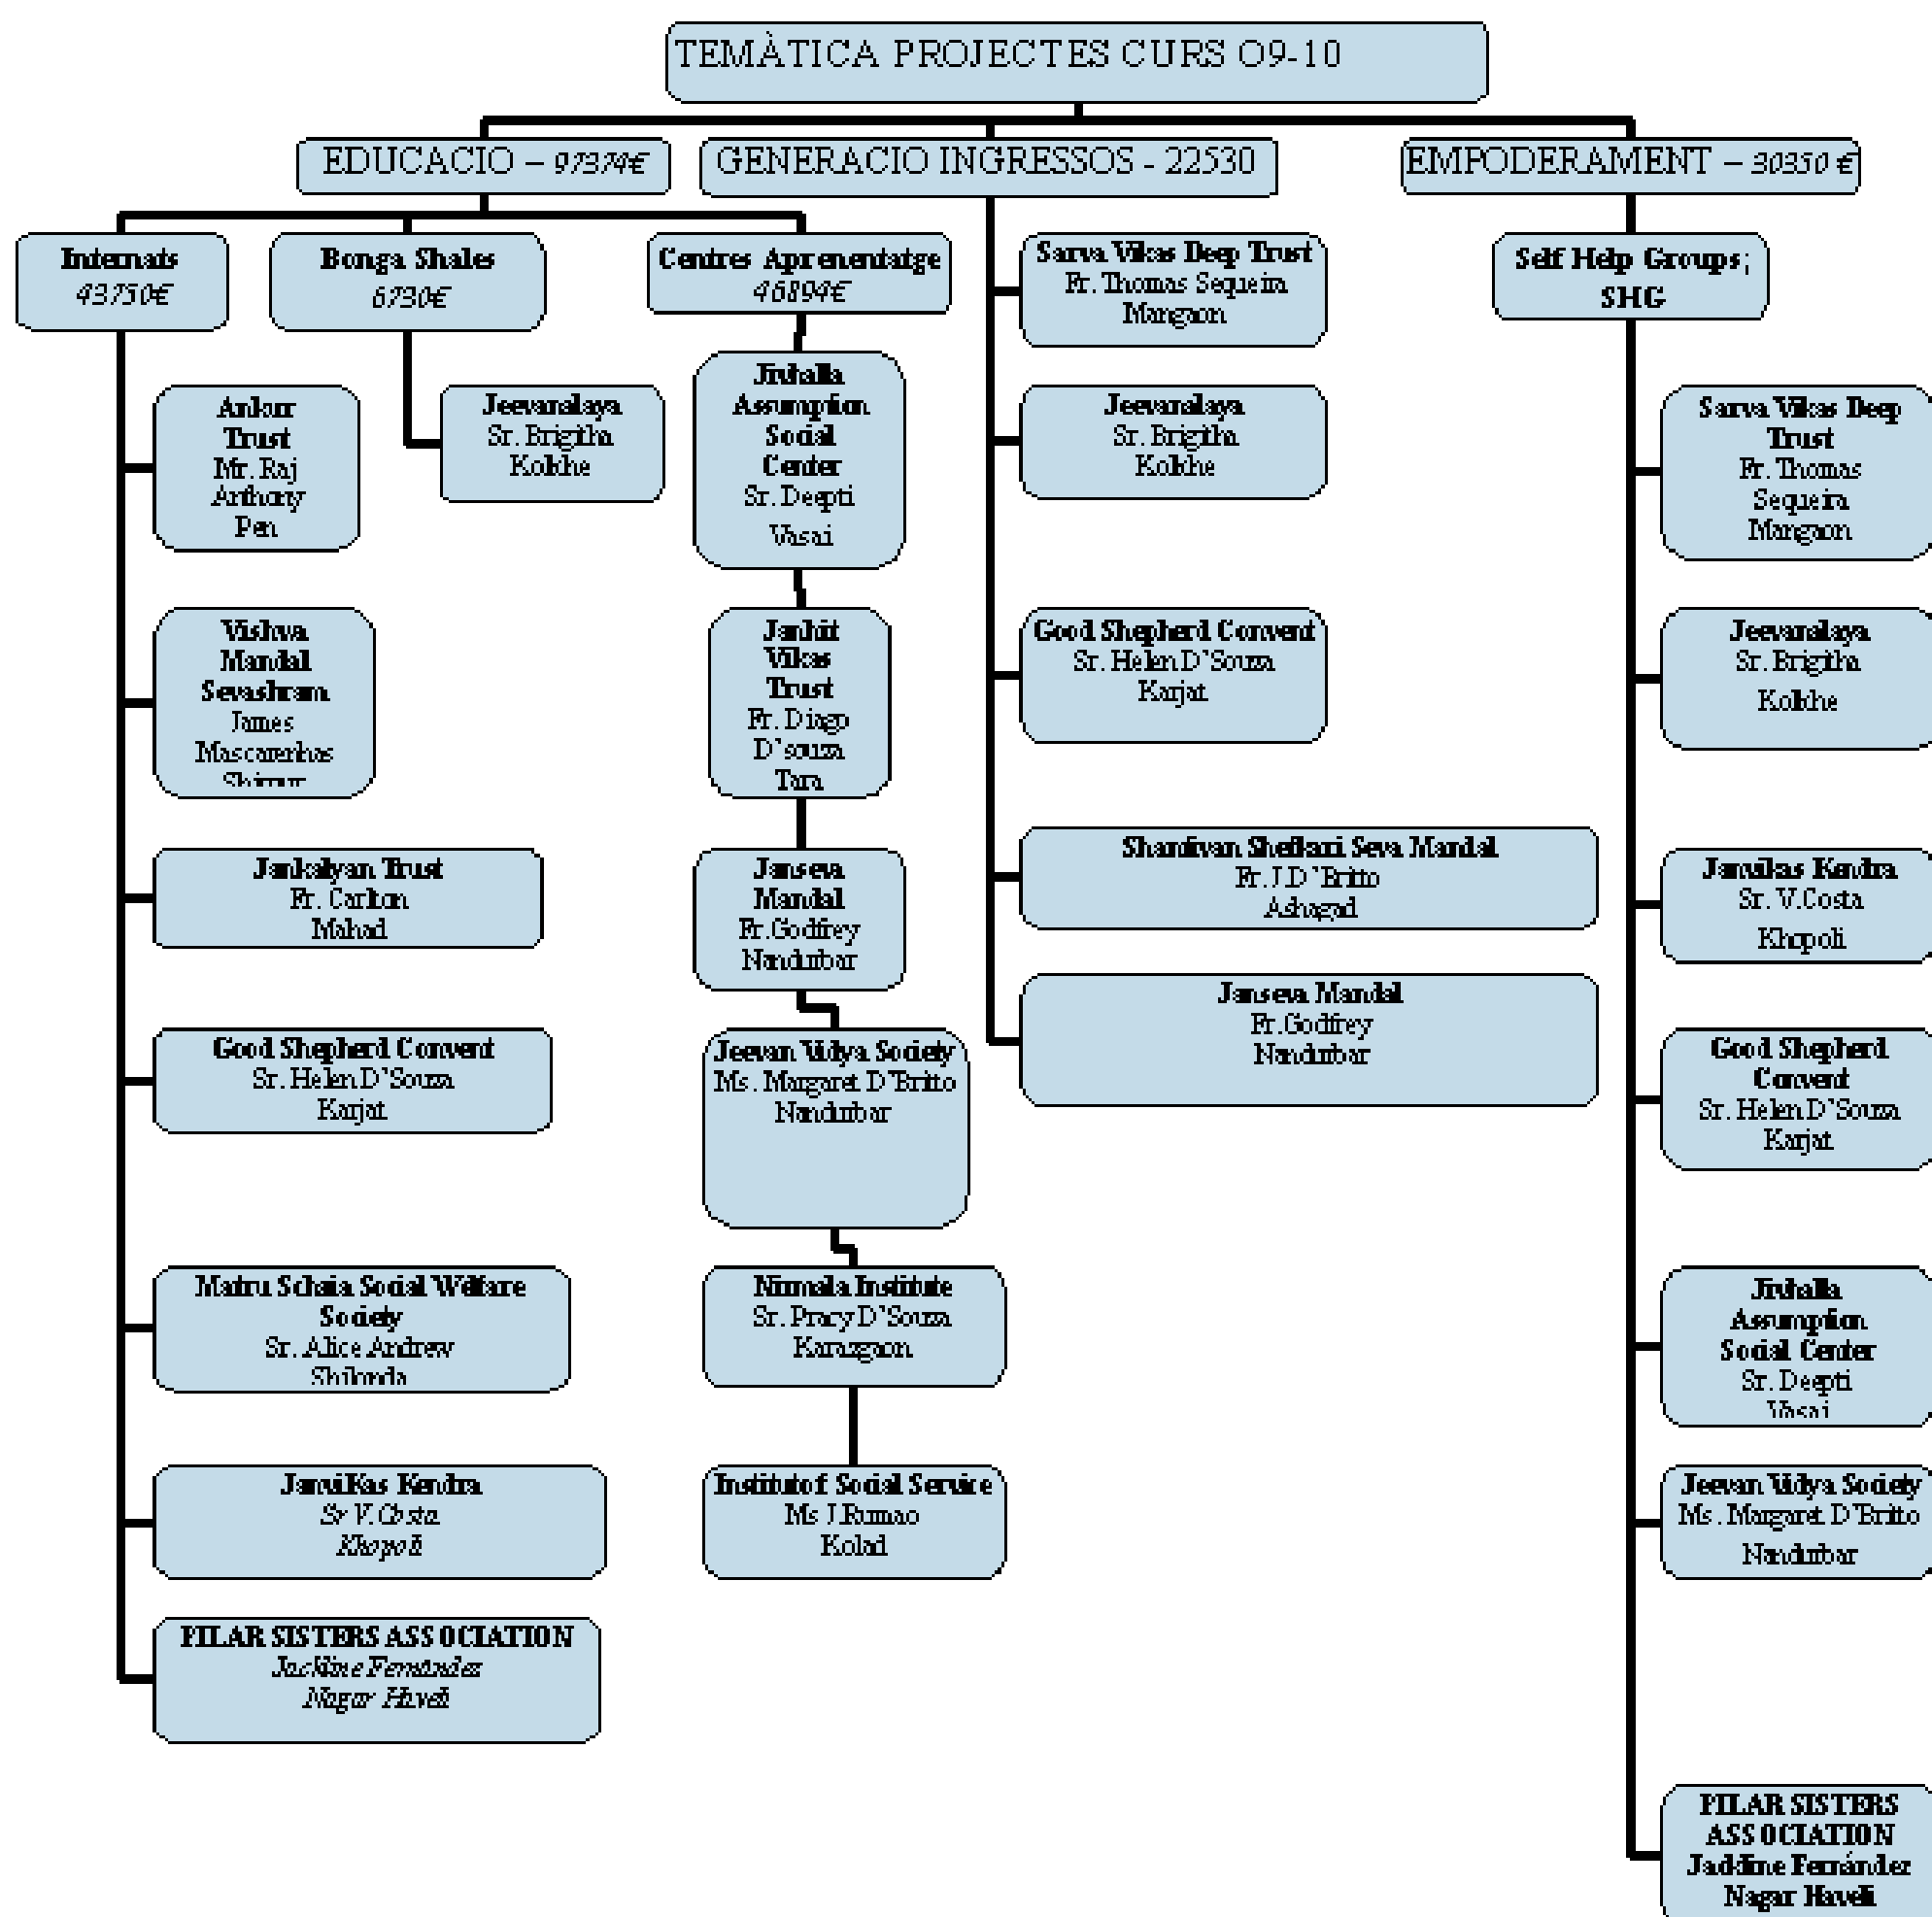 TEMÀTICA PROJECTES CURS O9-10
EDUCACIO – 97374€
GENERACIO INGRESSOS - 22530
EMPODERAMENT – 30350 €
Internats
43750€
Bonga Shales
6730€
Centres Aprenentatge
46894€
Sarva Vikas Deep Trust
Fr. Thomas Sequeira
Mangaon
Self Help Groups;
SHG
Ankur
Trust
Mr. Raj
Anthony
Pen
Jeevanalaya
Sr. Brigitha
Kolkhe
Assumption
Social
Center
Sr. Deepti
Vasai
Jeevanalaya
Sr. Brigitha
Kolkhe
Sarva Vikas Deep
Trust
Fr. Thomas
Sequeira
Mangaon
Vishwa
Mandal
Sevashram
James
Mascarenhas
Janhit
Vikas
Trust
Fr. Diago
D'souza
Tara
Good Shepherd Convent
Sr. Helen D'Souza
Karjat
Jeevanalaya
Sr. Brigitha
Kolkhe
Jankalyan Trust
Fr. Carlton
Mahad
Janseva
Mandal
Fr.Godfrey
Nandurbar
Seva Mandal
Fr.J.D'Britto
Ashagad
Janvikas Kendra
Sr. V.Costa
Khopoli
Janseva Mandal
Fr.Godfrey
Nandurbar
Good Shepherd Convent
Sr. Helen D'Souza
Karjat
Jeevan Vidya Society
Ms. Margaret D'Britto
Nandurbar
Good Shepherd
Convent
Sr. Helen D'Souza
Karjat
Matru Schaia Social Welfare
Society
Sr. Alice Andrew
Shilonda
Nirmala Institute
Sr. Pracy D'Souza
Karazgaon
Assumption
Social Center
Sr. Deepti
Vasai
JanviKas Kendra
Sr V.Costa
Khopoli
Institut of Social Service
Ms J.Rumao
Kolad
Jeevan Vidya Society
Ms. Margaret D'Britto
Nandurbar
PILAR SISTERS ASSOCIATION
Jackline Fernández
Nagar Haveli
PILAR SISTERS
ASSOCIATION
Jackline Fernández
Nagar Haveli